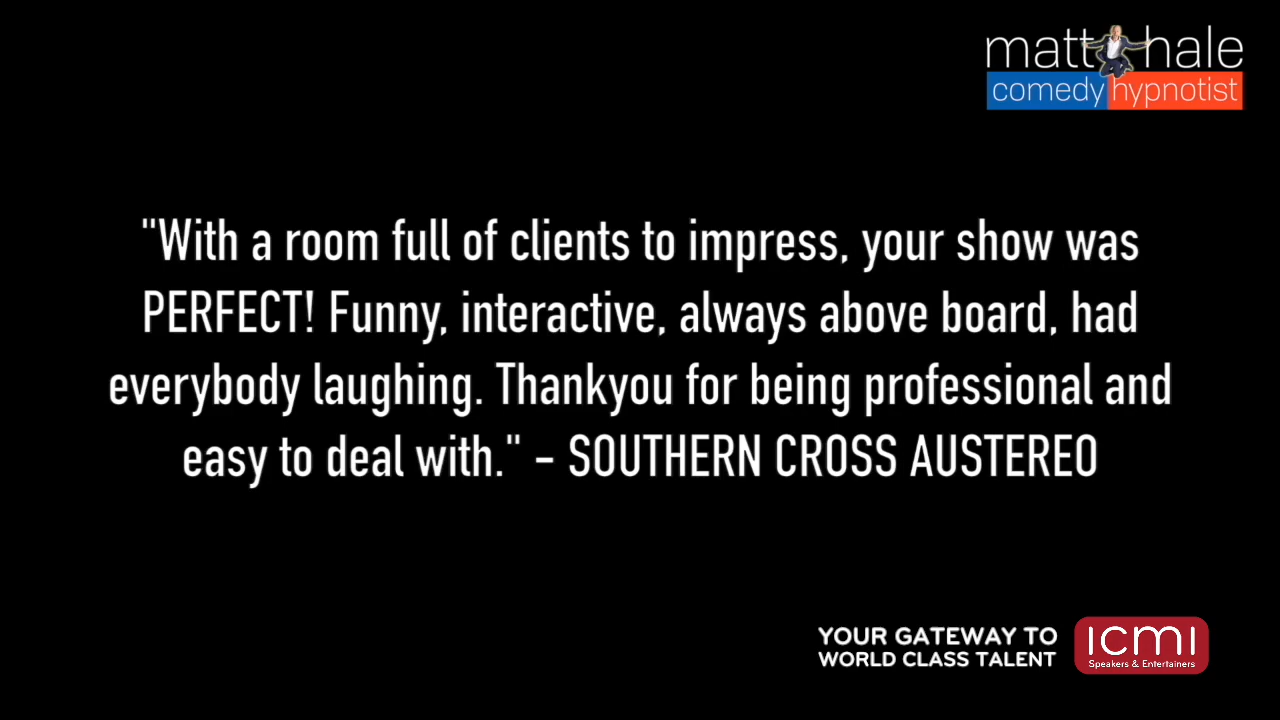 matt hale
comedy hypnotist
"With a room full of clients to impress, your show was
PERFECT! Funny, interactive, always above board, had
everybody laughing. Thankyou for being professional and
easy to deal with." - SOUTHERN CROSS AUSTEREO
YOUR GATEWAY TO
WORLD CLASS TALENT
ICMI
Speakers & Entertainers